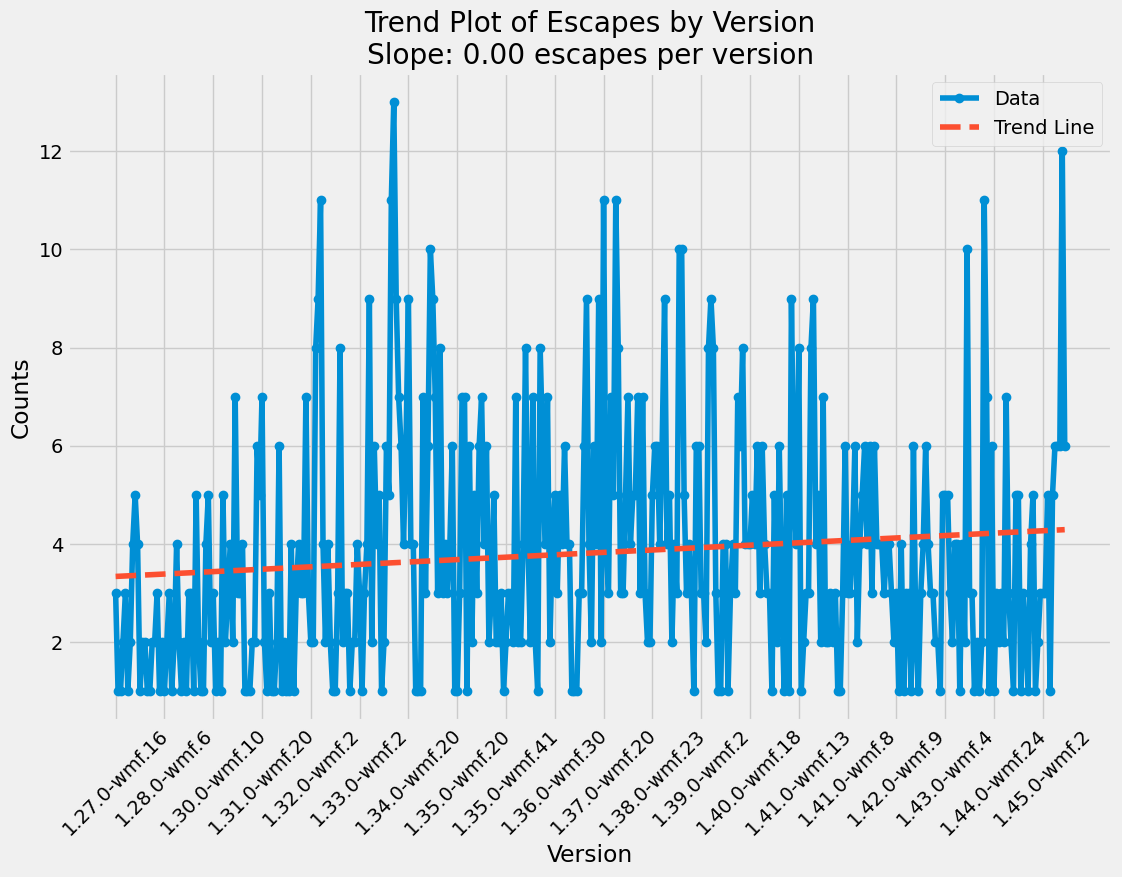 Trend Plot of Escapes by Version
Slope: 0.00 escapes per version
Data
Trend Line
Counts
12
10
8
6
4
2
1.27.0-wmf.16
1.28.0-wmf.6
1.30.0-wmf.10
1.31.0-wmf.20
1.32.0-wmf.2
1.33.0-wmf.2
1.34.0-wmf.20
1.35.0-wmf.20
1.35.0-wmf.41
1.36.0-wmf.30
1.37.0-wmf.20
1.38.0-wmf.23
1.39.0-wmf.2
1.40.0-wmf.18
1.41.0-wmf.13
1.41.0-wmf.8
1.42.0-wmf.9
1.43.0-wmf.4
1.44.0-wmf.24
1.45.0-wmf.2
Version